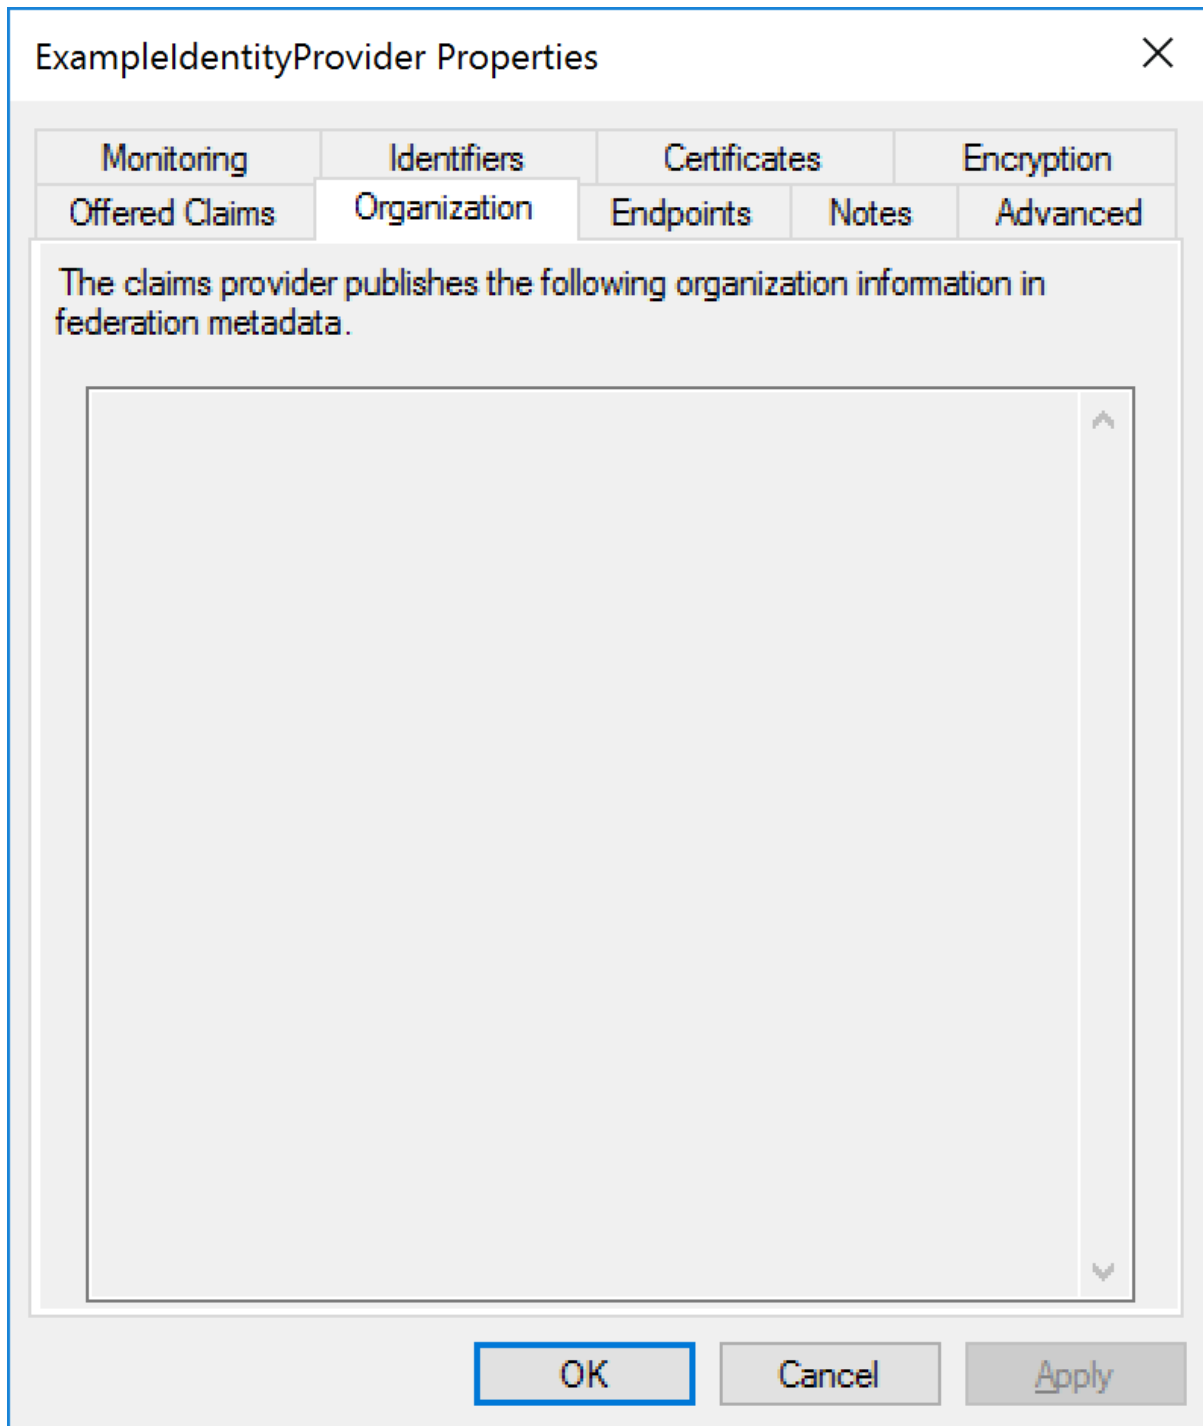 ExampleIdentityProvider Properties
Monitoring Identifiers Certificates Encryption
Offered Claims Organization Endpoints Notes Advanced
The claims provider publishes the following organization information in
federation metadata.
OK Cancel Apply